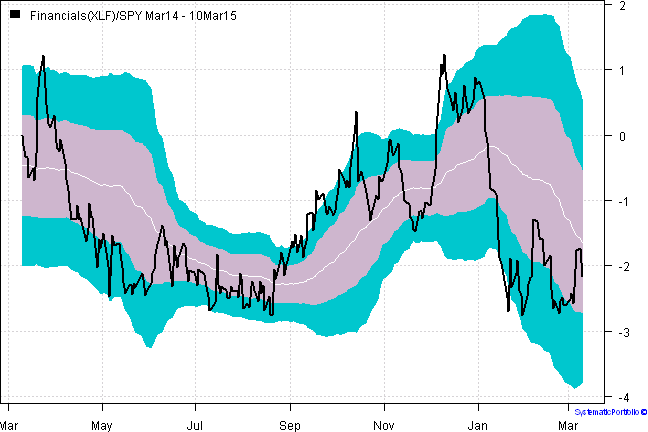 Financials(XLF)/SPY Mar14 - 10Mar15
2
1
0
-1
-2
-3
-4
SystematicPortfolio ©
Mar May Jul Sep Nov Jan Mar